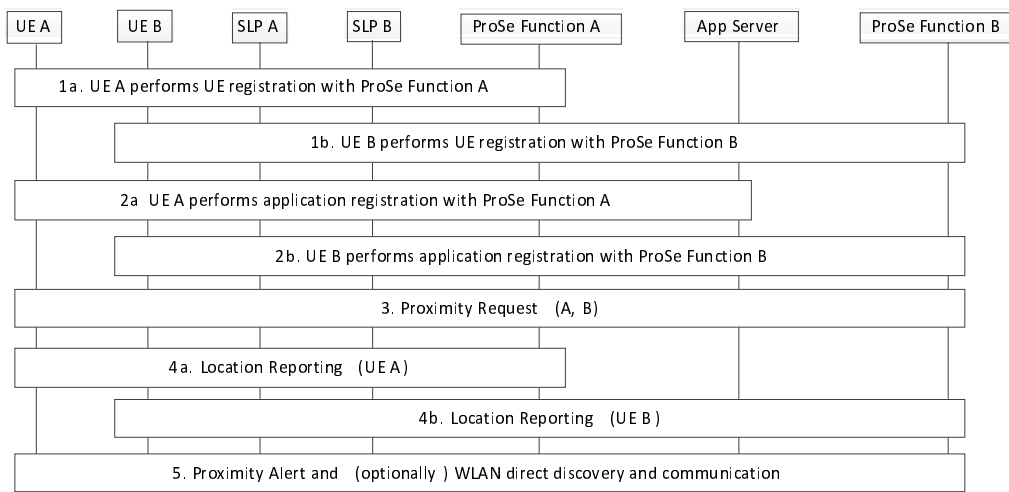 UE A
UE B
SLP A
SLP B
ProSe Function A
App Server
ProSe Function B
1a. UE A performs UE registration with ProSe Function A
1b. UE B performs UE registration with ProSe Function B
2a UE A performs application registration with ProSe Function A
2b. UE B performs application registration with ProSe Function B
3. Proximity Request (A, B)
4a. Location Reporting (UE A)
4b. Location Reporting (UE B)
5. Proximity Alert and (optionally) WLAN direct discovery and communication